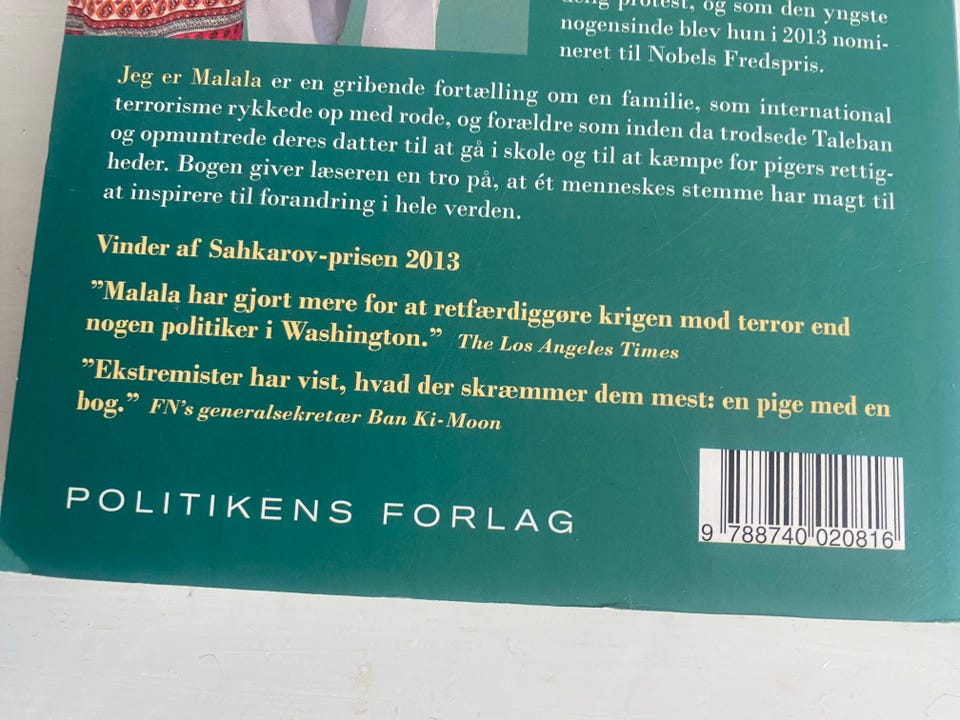 protest, og som den yngste
nogensinde blev hun i 2013 nomi-
neret til Nobels Fredspris.
Jeg er Malala er en gribende fortælling om en familie, som international
terrorisme rykkede op med rode, og forældre som inden da trodsede Taleban
og opmuntrede deres datter til at gå i skole og til at kæmpe for pigers rettig-
heder. Bogen giver læseren en tro på, at ét menneskes stemme har magt til
at inspirere til forandring i hele verden.
Vinder af Sahkarov-prisen 2013
”Malala har gjort mere for at retfærdiggøre krigen mod terror end
nogen politiker i Washington.” The Los Angeles Times
”Ekstremister har vist, hvad der skræmmer dem mest: en pige med en
bog.” FN’s generalsekretær Ban Ki-Moon
POLITIKENS FORLAG
9 788740 020816